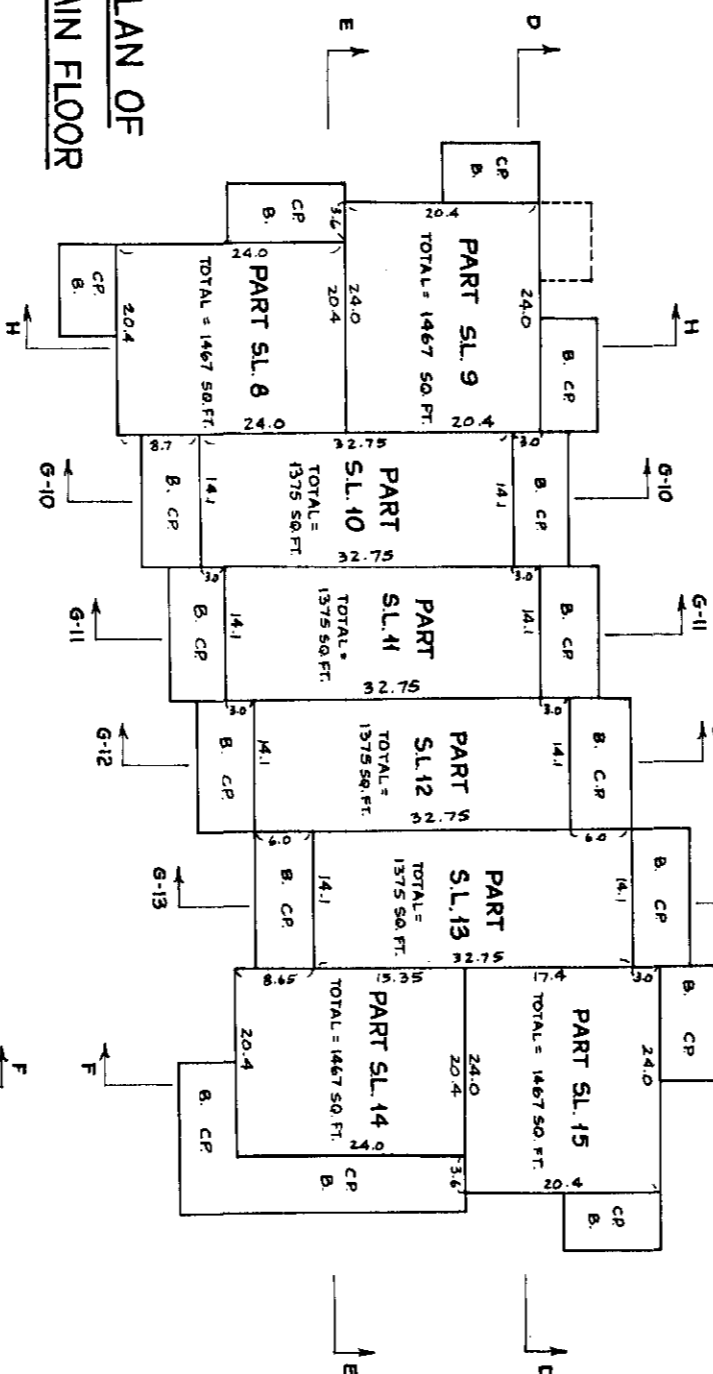 LAN OF
AIN FLOOR
E
D
CP.
B.
CP.
B.
3.6
20.4
24.0
PART S.L. 9
TOTAL = 1467 SQ. FT.
24.0
20.4
B. CP.
H
CP.
B.
24.0
20.4
PART S.L. 8
TOTAL = 1467 SQ. FT.
20.4
24.0
H
8.7
32.75
3.0
G-10
B. CP.
14.1
PART
S.L. 10
TOTAL =
1375 SQ. FT.
14.1
B. CP.
G-10
32.75
3.0
3.0
G-11
B. CP.
14.1
PART
S.L. 11
TOTAL =
1375 SQ. FT.
14.1
B. CP.
G-11
32.75
3.0
3.0
G-12
B. CP.
14.1
PART
S.L. 12
TOTAL =
1375 SQ. FT.
14.1
B. C.P.
32.75
6.0
6.0
G-13
B. CP.
14.1
PART
S.L. 13
TOTAL =
1375 SQ. FT.
14.1
B. CP.
32.75
8.65
15.35
17.4
3.0
B. CP.
20.4
PART S.L. 14
TOTAL = 1467 SQ. FT.
20.4
24.0
24.0
PART S.L. 15
TOTAL = 1467 SQ. FT.
24.0
3.6
20.4
F
F
B. CP.
CP.
B.
CP.
B.
E
D